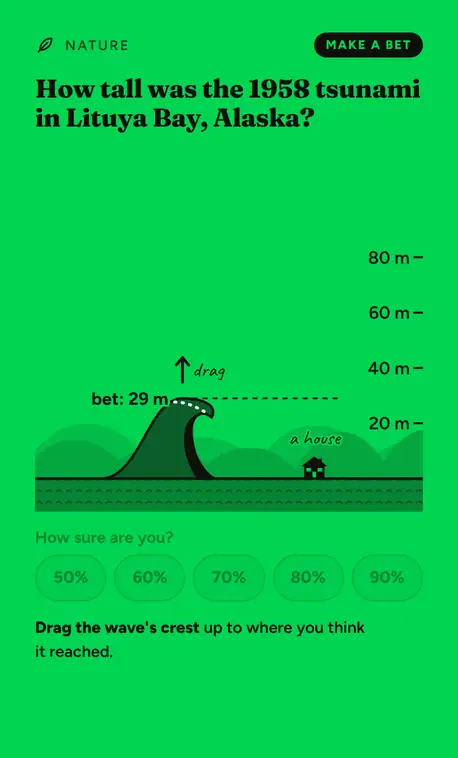 NATURE
MAKE A BET
How tall was the 1958 tsunami
in Lituya Bay, Alaska?
80 m
60 m
40 m
drag
bet: 29 m
20 m
a house
How sure are you?
50%
60%
70%
80%
90%
Drag the wave's crest up to where you think
it reached.